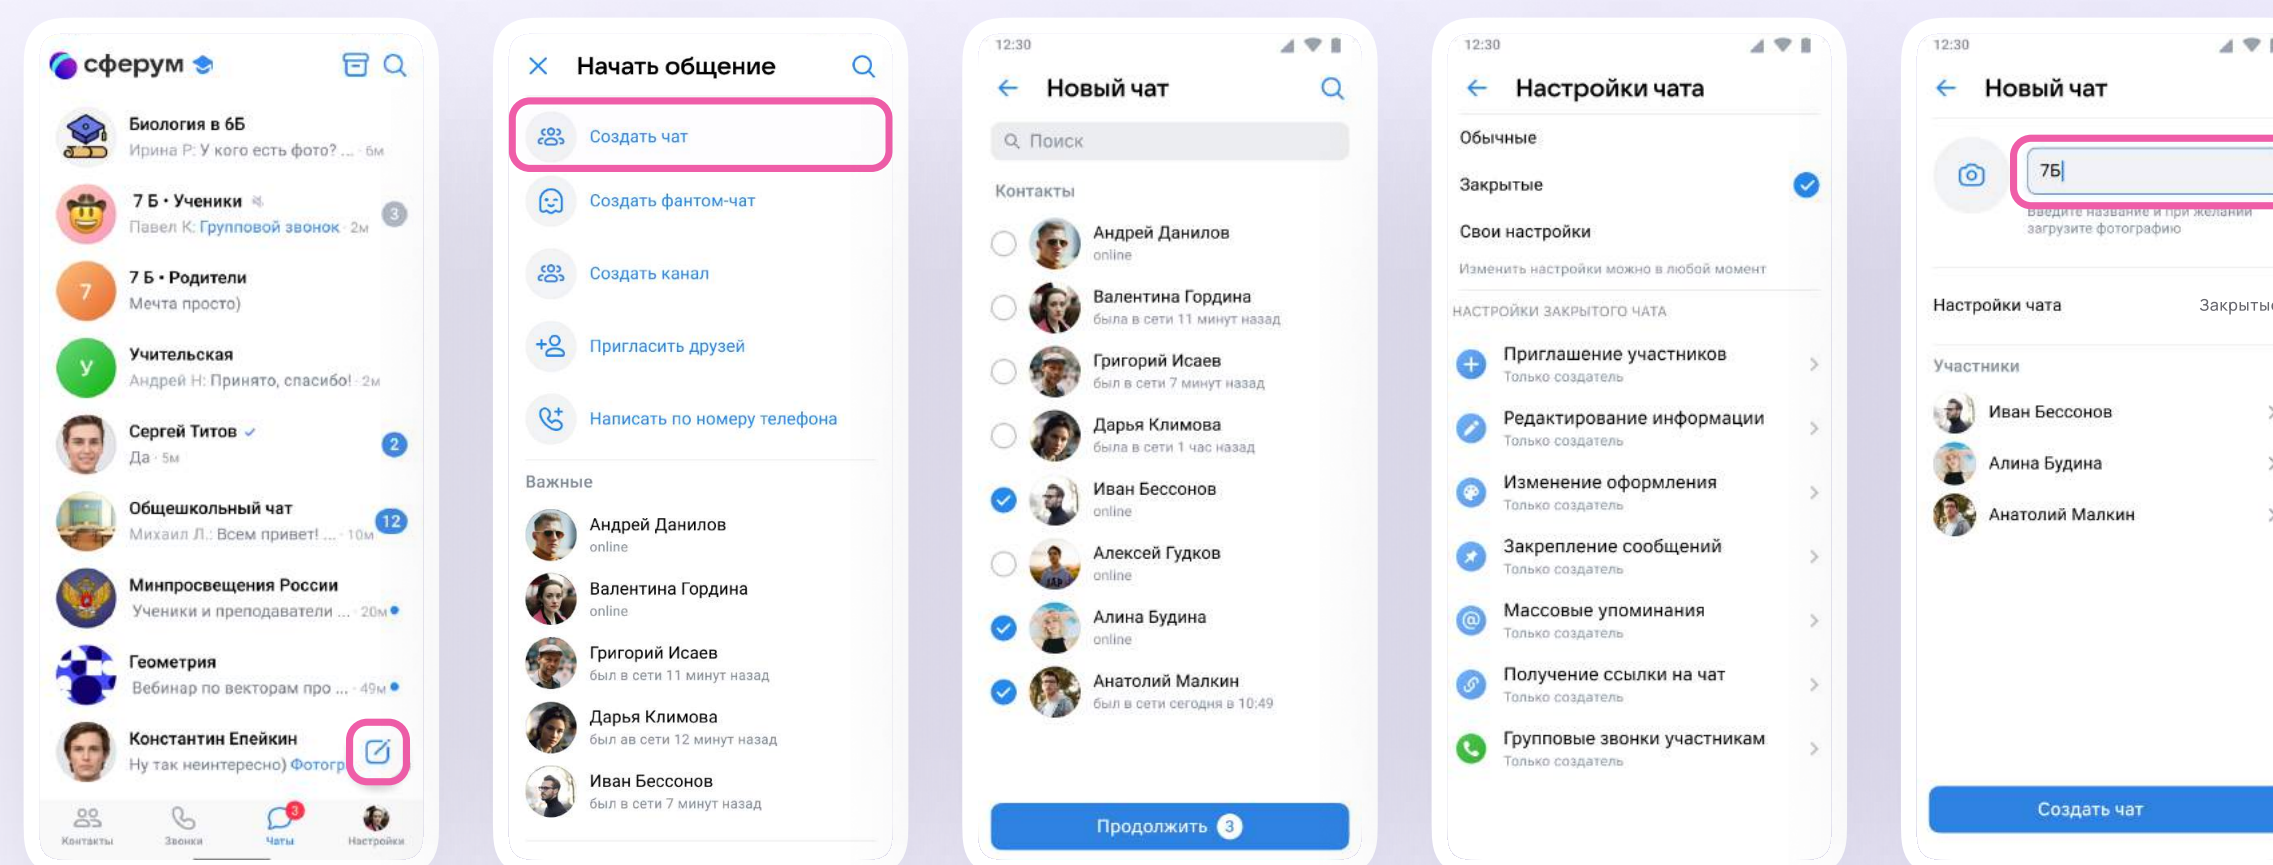 сферум
Биология в 6Б
Ирина Р: У кого есть фото? ... · 6м
7 Б • Ученики
Павел К: Групповой звонок · 2м
3
7
7 Б • Родители
Мечта просто)
У
Учительская
Андрей Н: Принято, спасибо! · 2м
Сергей Титов
Да · 5м
2
Общешкольный чат
Михаил Л.: Всем привет! ... · 10м
12
Минпросвещения России
Ученики и преподаватели ... · 20м
Геометрия
Вебинар по векторам про ... · 49м
Константин Епейкин
Ну так неинтересно) Фотогр
3
Контакты
Звонки
Чаты
Настройки
Начать общение
Создать чат
Создать фантом-чат
Создать канал
Пригласить друзей
Написать по номеру телефона
Важные
Андрей Данилов
online
Валентина Гордина
online
Григорий Исаев
был в сети 11 минут назад
Дарья Климова
был ав сети 12 минут назад
Иван Бессонов
был в сети 7 минут назад
12:30
Новый чат
Поиск
Контакты
Андрей Данилов
online
Валентина Гордина
была в сети 11 минут назад
Григорий Исаев
был в сети 7 минут назад
Дарья Климова
была в сети 1 час назад
Иван Бессонов
online
Алексей Гудков
online
Алина Будина
online
Анатолий Малкин
был в сети сегодня в 10:49
Продолжить 3
12:30
Настройки чата
Обычные
Закрытые
Свои настройки
Изменить настройки можно в любой момент
НАСТРОЙКИ ЗАКРЫТОГО ЧАТА
Приглашение участников
Только создатель
Редактирование информации
Только создатель
Изменение оформления
Только создатель
Закрепление сообщений
Только создатель
Массовые упоминания
Только создатель
Получение ссылки на чат
Только создатель
Групповые звонки участникам
Только создатель
12:30
Новый чат
7Б
Введите название и при желании
загрузите фотографию
Настройки чата
Закрытые
Участники
Иван Бессонов
Алина Будина
Анатолий Малкин
Создать чат